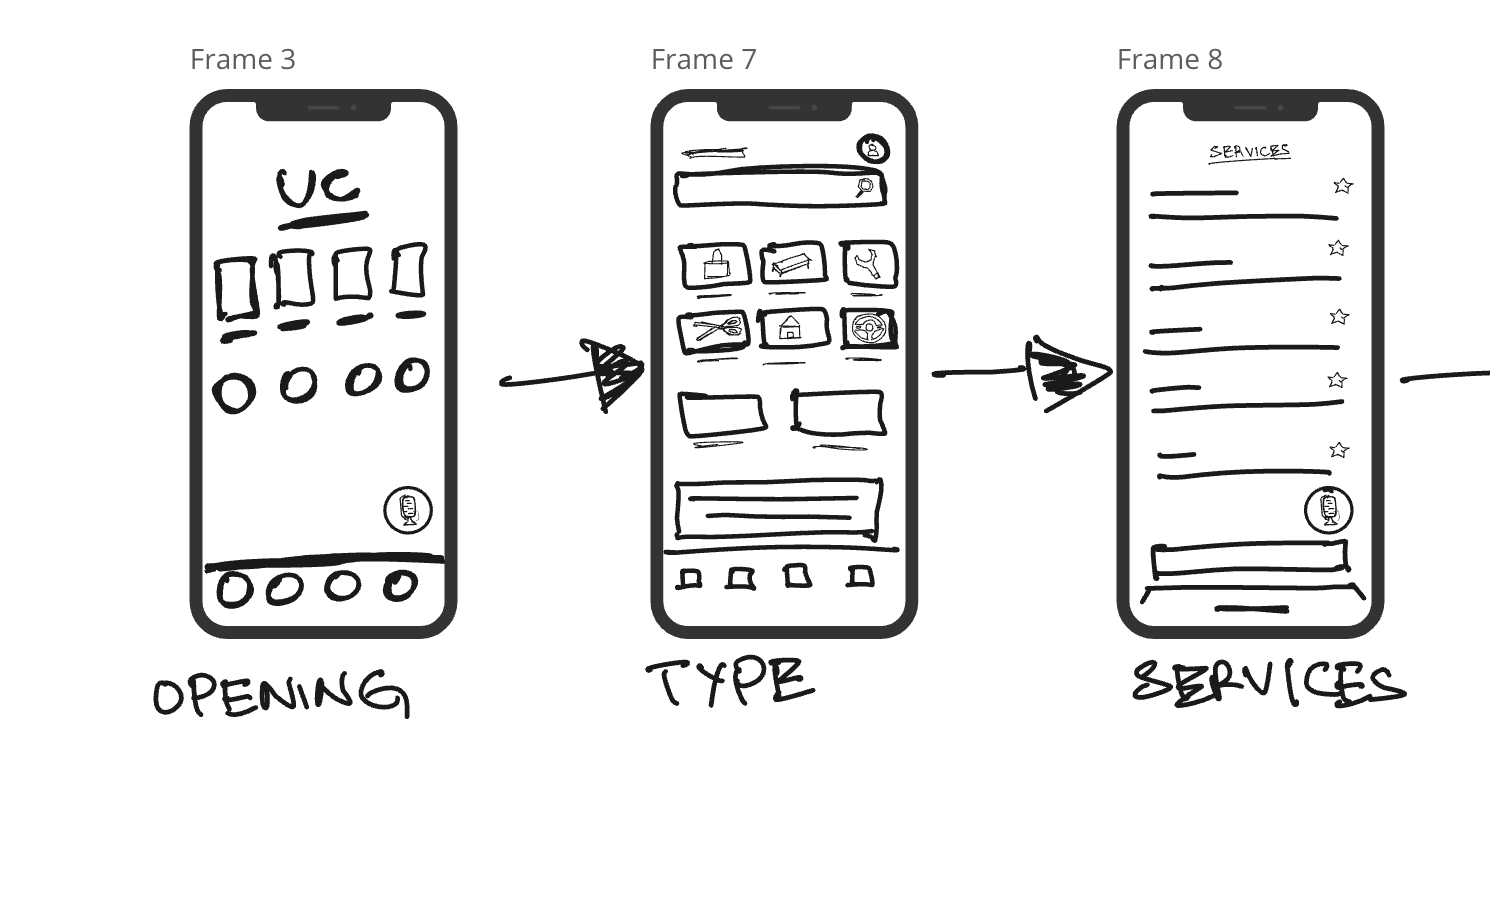 Frame 3
Frame 7
Frame 8
UC
SERVICES
OPENING
TYPE
SERVICES